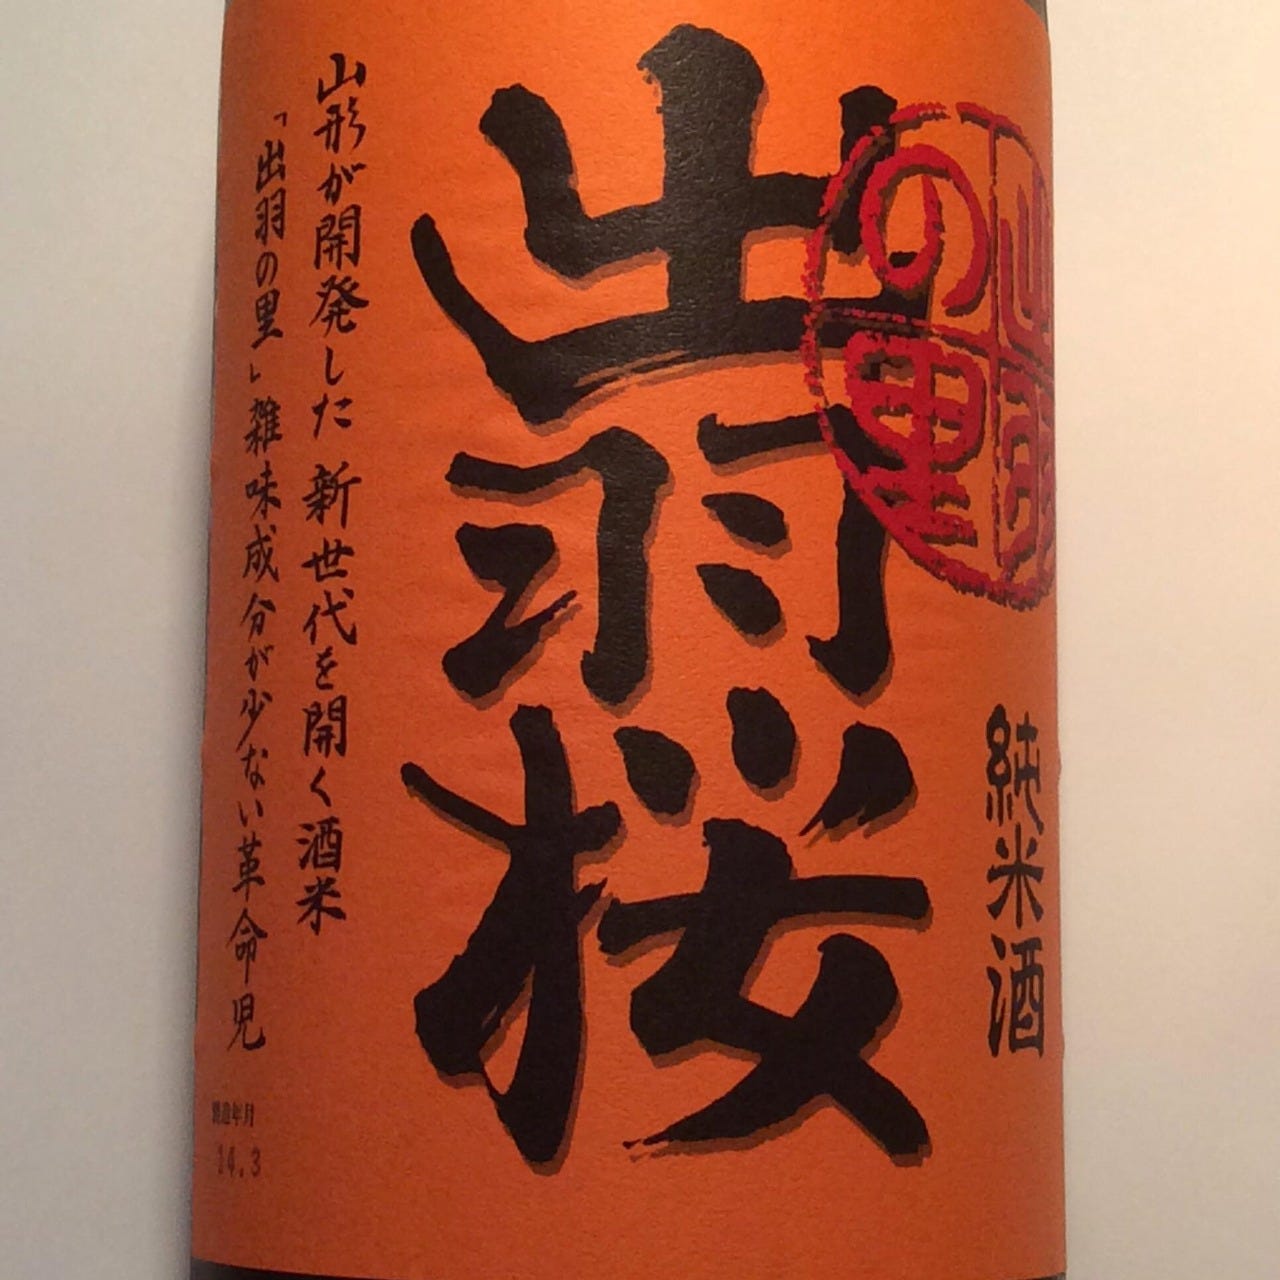 出羽の里
純米酒
出羽桜
山形が開発した 新世代を開く酒米
「出羽の里」雑味成分が少ない革命児
製造年月
14.3